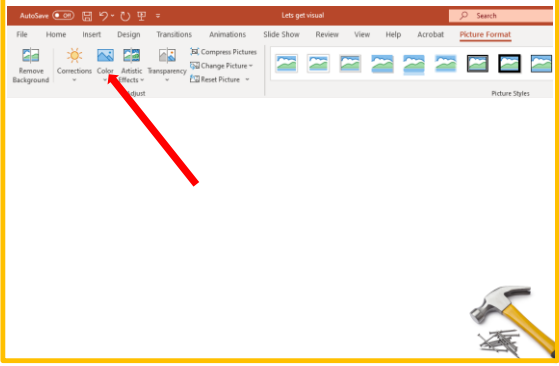 AutoSave Off Lets get visual Search
File Home Insert Design Transitions Animations Slide Show Review View Help Acrobat Picture Format
Remove Background
Corrections
Color
Artistic Effects
Transparency
Compress Pictures
Change Picture
Reset Picture
Adjust
Picture Styles